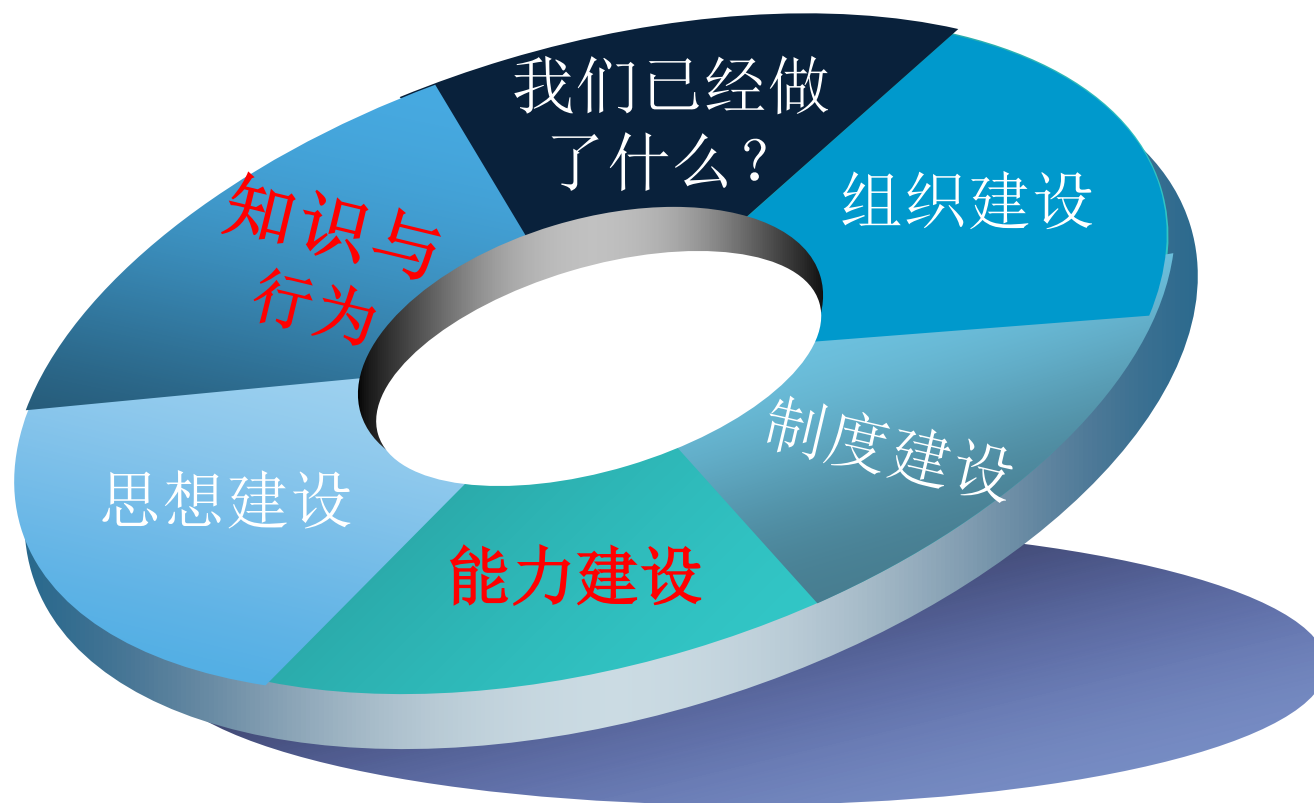 我们已经做
了什么？
组织建设
制度建设
能力建设
思想建设
知识与
行为